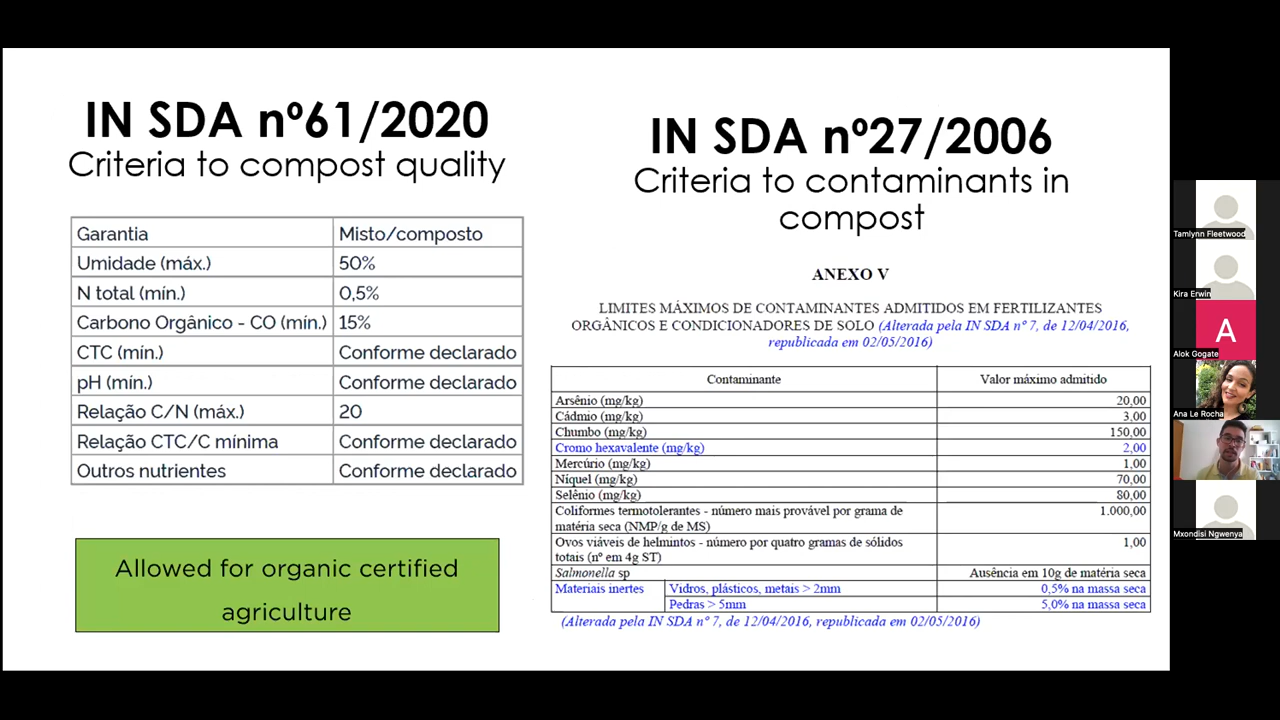 IN SDA nº61/2020
Criteria to compost quality
Garantia Misto/composto
Umidade (máx.) 50%
N total (mín.) 0,5%
Carbono Orgânico - CO (mín.) 15%
CTC (mín.) Conforme declarado
pH (mín.) Conforme declarado
Relação C/N (máx.) 20
Relação CTC/C mínima Conforme declarado
Outros nutrientes Conforme declarado
Allowed for organic certified
agriculture
IN SDA nº27/2006
Criteria to contaminants in
compost
ANEXO V
LIMITES MÁXIMOS DE CONTAMINANTES ADMITIDOS EM FERTILIZANTES
ORGÂNICOS E CONDICIONADORES DE SOLO (Alterada pela IN SDA nº 7, de 12/04/2016,
republicada em 02/05/2016)
Contaminante Valor máximo admitido
Arsênio (mg/kg) 20,00
Cádmio (mg/kg) 3,00
Chumbo (mg/kg) 150,00
Cromo hexavalente (mg/kg) 2,00
Mercúrio (mg/kg) 1,00
Níquel (mg/kg) 70,00
Selênio (mg/kg) 80,00
Coliformes termotolerantes - número mais provável por grama de 1.000,00
matéria seca (NMP/g de MS)
Ovos viáveis de helmintos - número por quatro gramas de sólidos 1,00
totais (nº em 4g ST)
Salmonella sp Ausência em 10g de matéria seca
Materiais inertes Vidros, plásticos, metais > 2mm 0,5% na massa seca
Pedras > 5mm 5,0% na massa seca
(Alterada pela IN SDA nº 7, de 12/04/2016, republicada em 02/05/2016)
Tamlynn Fleetwood
Kira Erwin
A
Alok Gogate
Ana Le Rocha
Mxondisi Ngwenya